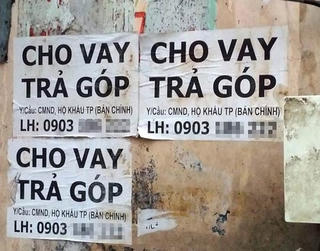 CHO VAY
TRẢ GÓP
Y/Cầu: CMND, HỘ KHẨU TP (BẢN CHÍNH)
LH: 0903
CHO VAY
TRẢ GÓP
Y/Cầu: CMND, HỘ KHẨU TP (BẢN CHÍNH)
LH: 0903
CHO VAY
TRẢ GÓP
Y/Cầu: CMND, HỘ KHẨU TP (BẢN CHÍNH)
LH: 0903